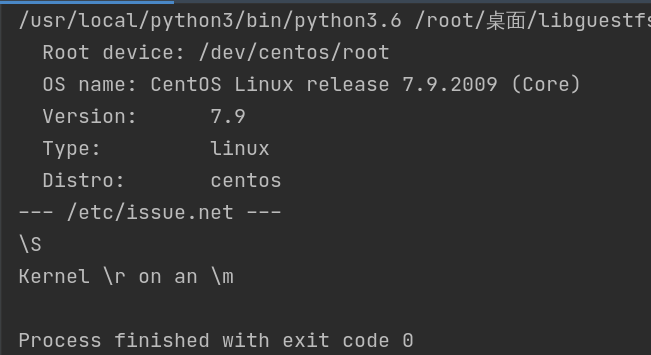 /usr/local/python3/bin/python3.6 /root/桌面/libguestfs
  Root device: /dev/centos/root
  OS name: CentOS Linux release 7.9.2009 (Core)
  Version:      7.9
  Type:         linux
  Distro:       centos
--- /etc/issue.net ---
\S
Kernel \r on an \m

Process finished with exit code 0